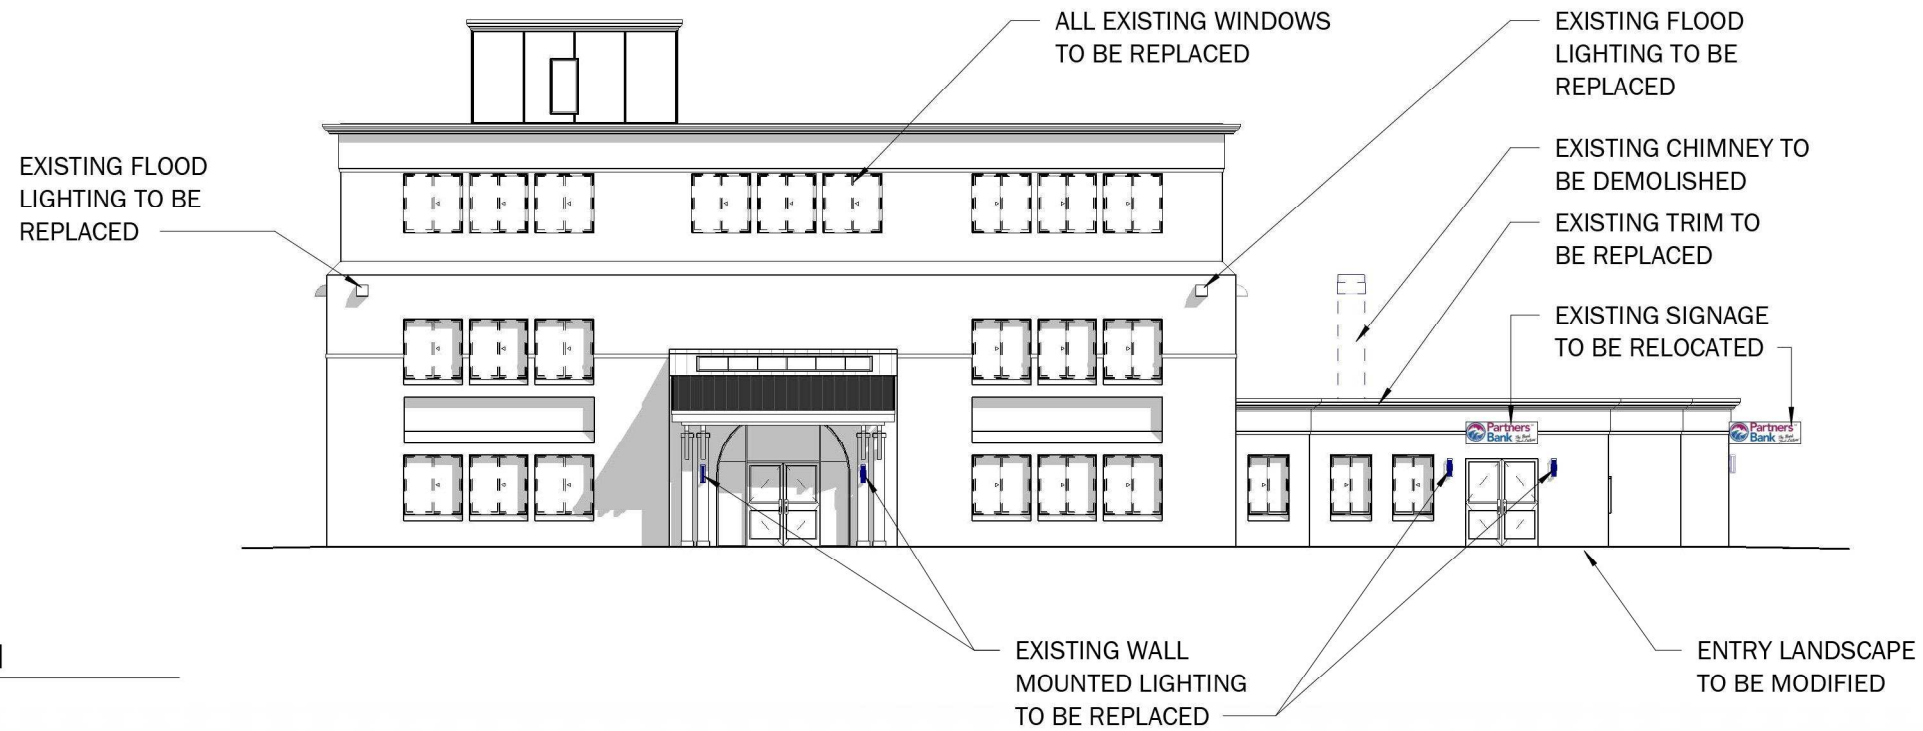 ALL EXISTING WINDOWS
TO BE REPLACED
EXISTING FLOOD
LIGHTING TO BE
REPLACED
EXISTING FLOOD
LIGHTING TO BE
REPLACED
EXISTING CHIMNEY TO
BE DEMOLISHED
EXISTING TRIM TO
BE REPLACED
EXISTING SIGNAGE
TO BE RELOCATED
Partners
Bank
Partners
Bank
EXISTING WALL
MOUNTED LIGHTING
TO BE REPLACED
ENTRY LANDSCAPE
TO BE MODIFIED